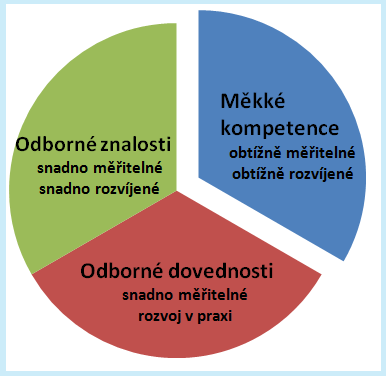 Měkké
kompetence
obtížně měřitelné
obtížně rozvíjené
Odborné znalosti
snadno měřitelné
snadno rozvíjené
Odborné dovednosti
snadno měřitelné
rozvoj v praxi